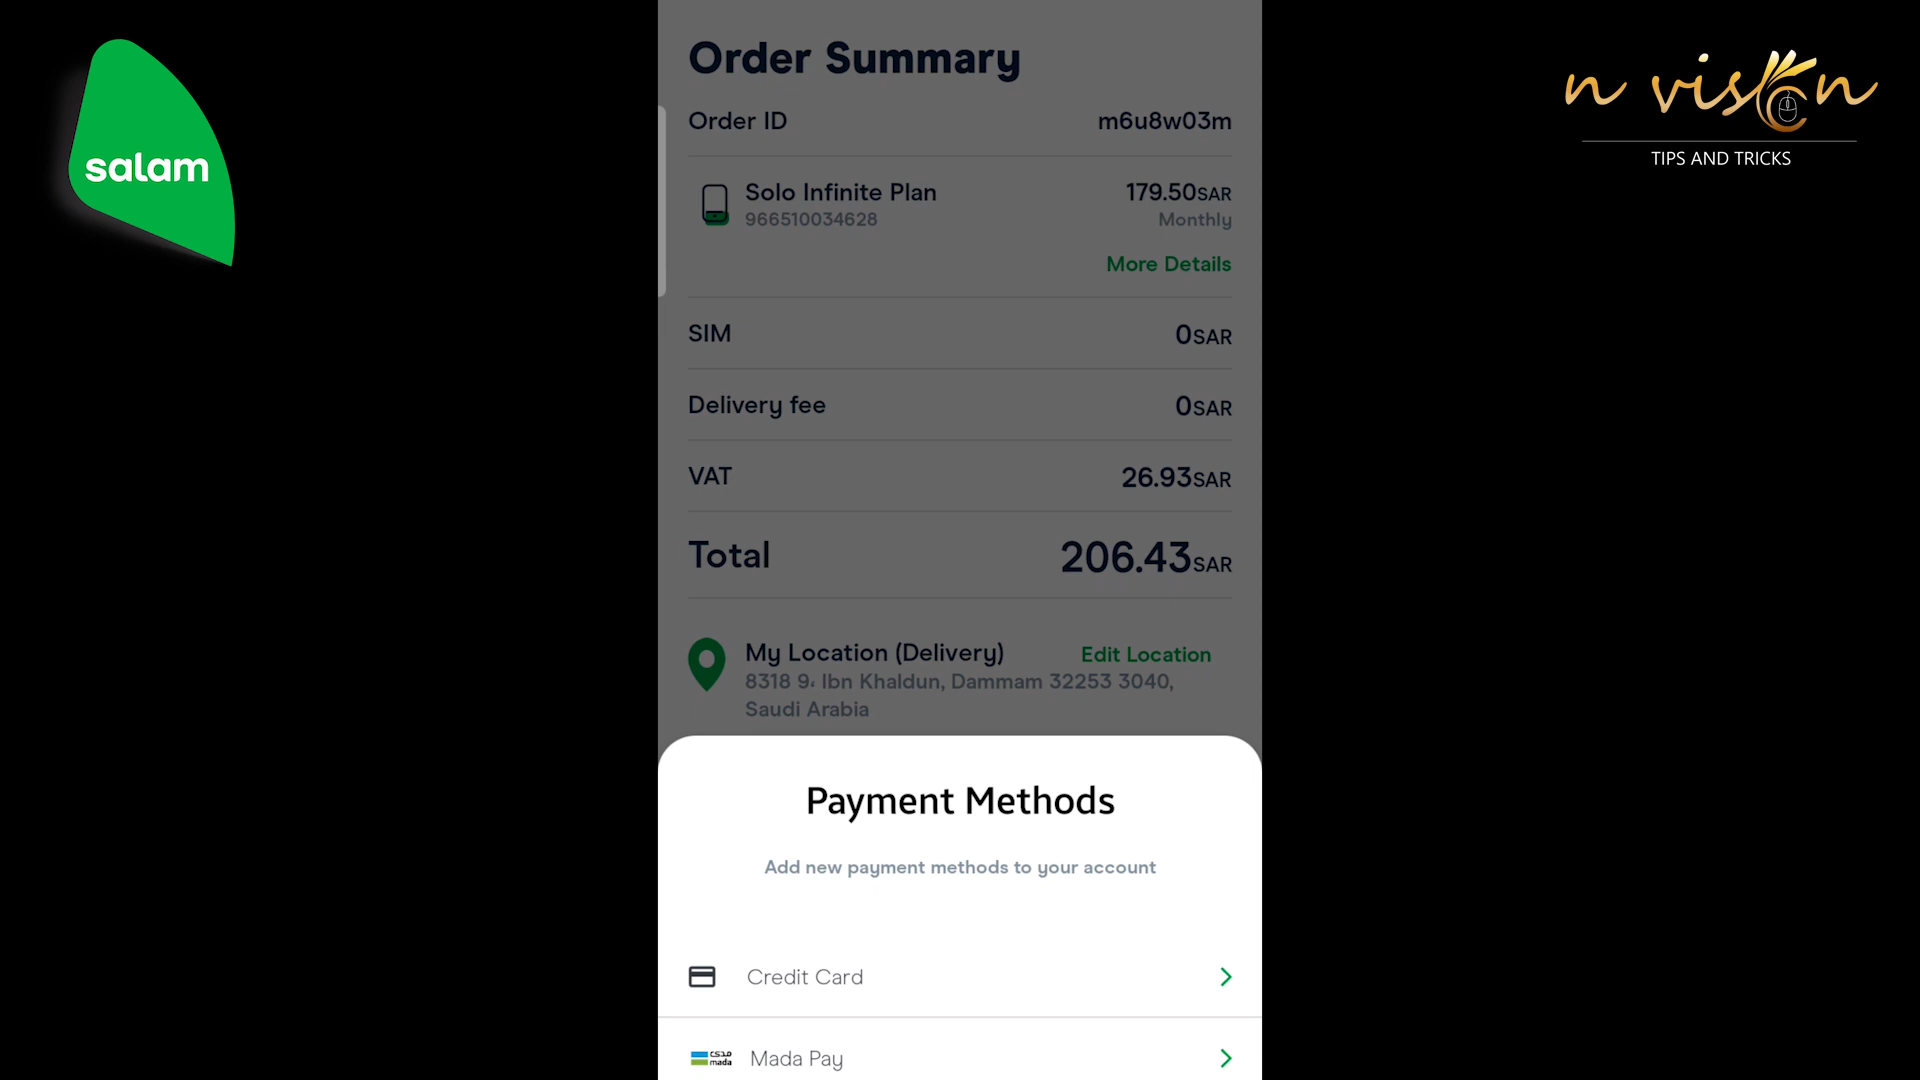 salam
n vision
TIPS AND TRICKS
Order Summary
Order ID m6u8w03m
Solo Infinite Plan 179.50SAR
966510034628 Monthly
More Details
SIM 0SAR
Delivery fee 0SAR
VAT 26.93SAR
Total 206.43SAR
My Location (Delivery) Edit Location
8318 9، Ibn Khaldun, Dammam 32253 3040,
Saudi Arabia
Payment Methods
Add new payment methods to your account
Credit Card
مدى
mada Mada Pay